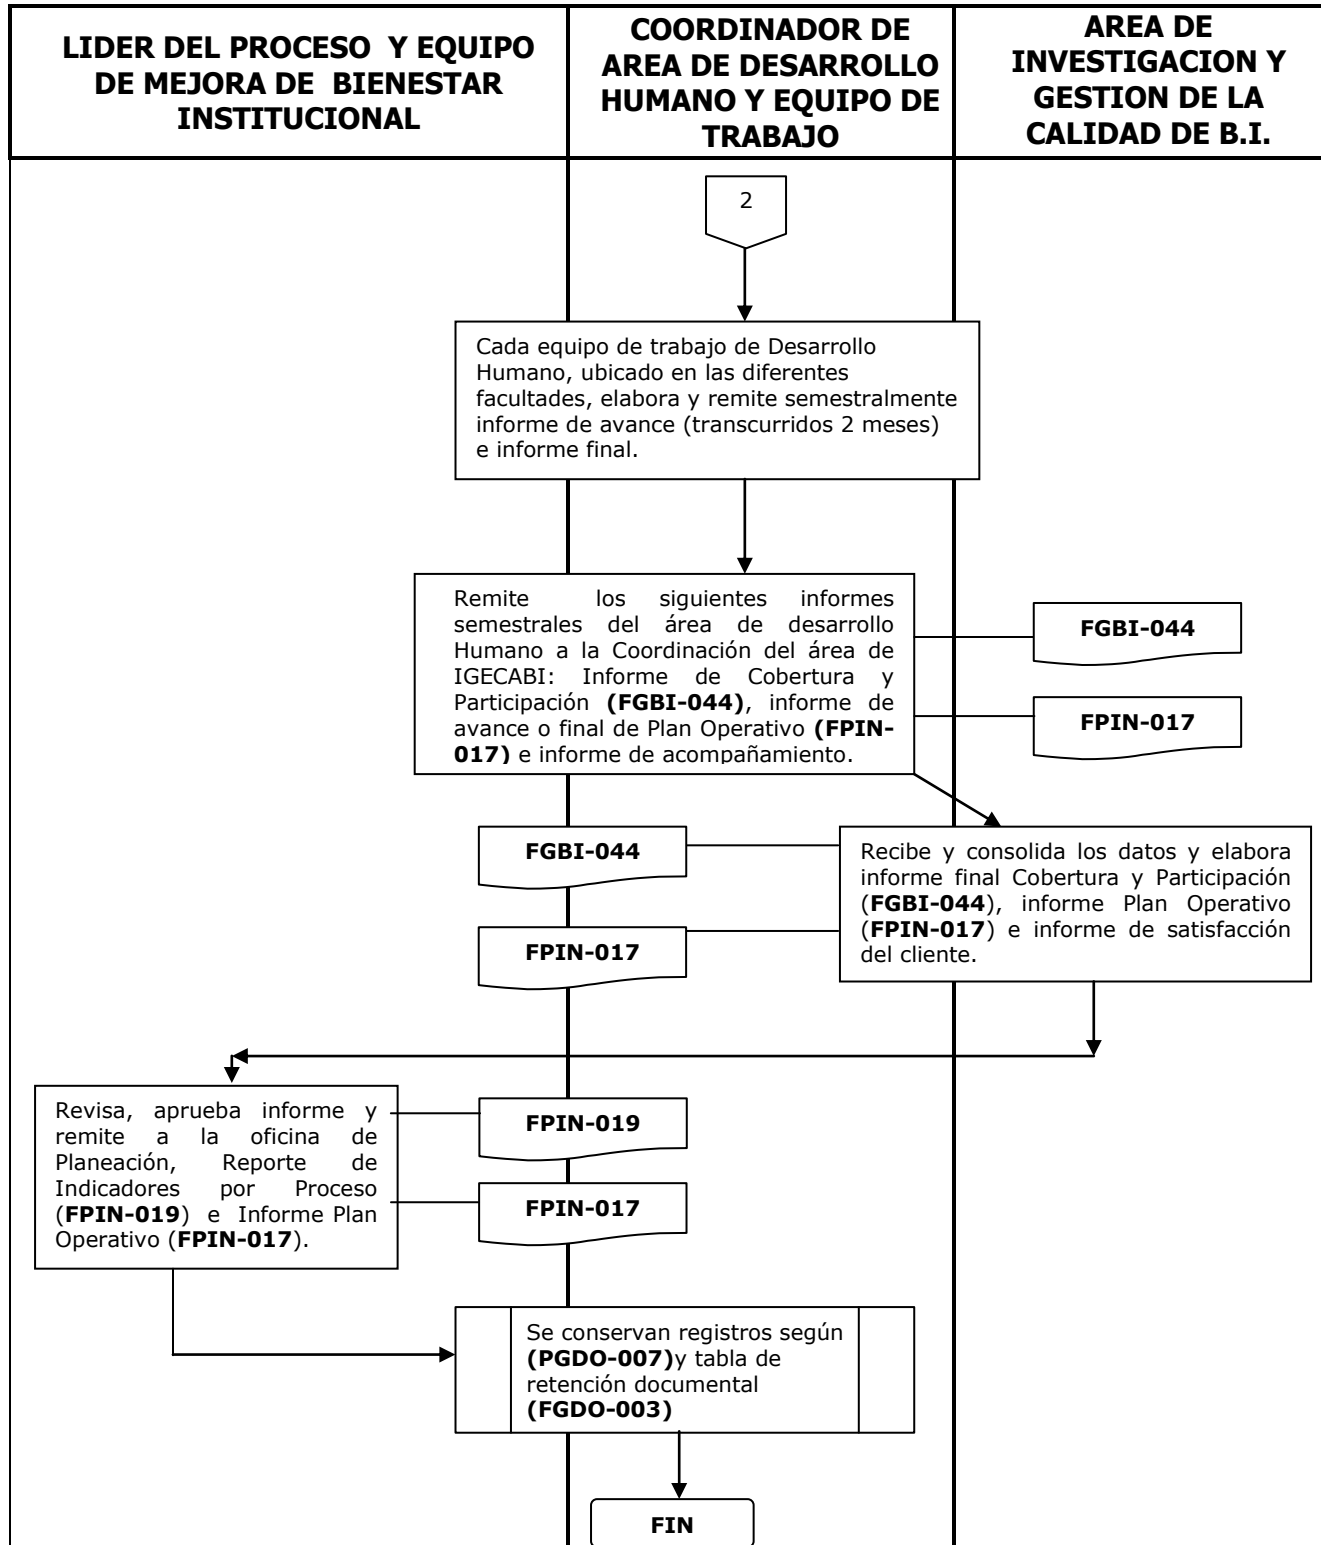 LIDER DEL PROCESO Y EQUIPO
DE MEJORA DE BIENESTAR
INSTITUCIONAL
COORDINADOR DE
AREA DE DESARROLLO
HUMANO Y EQUIPO DE
TRABAJO
AREA DE
INVESTIGACION Y
GESTION DE LA
CALIDAD DE B.I.
2
Cada equipo de trabajo de Desarrollo
Humano, ubicado en las diferentes
facultades, elabora y remite semestralmente
informe de avance (transcurridos 2 meses)
e informe final.
Remite los siguientes informes
semestrales del área de desarrollo
Humano a la Coordinación del área de
IGECABI: Informe de Cobertura y
Participación (FGBI-044), informe de
avance o final de Plan Operativo (FPIN-
017) e informe de acompañamiento.
FGBI-044
FPIN-017
FGBI-044
FPIN-017
Recibe y consolida los datos y elabora
informe final Cobertura y Participación
(FGBI-044), informe Plan Operativo
(FPIN-017) e informe de satisfacción
del cliente.
Revisa, aprueba informe y
remite a la oficina de
Planeación, Reporte de
Indicadores por Proceso
(FPIN-019) e Informe Plan
Operativo (FPIN-017).
FPIN-019
FPIN-017
Se conservan registros según
(PGDO-007)y tabla de
retención documental
(FGDO-003)
FIN